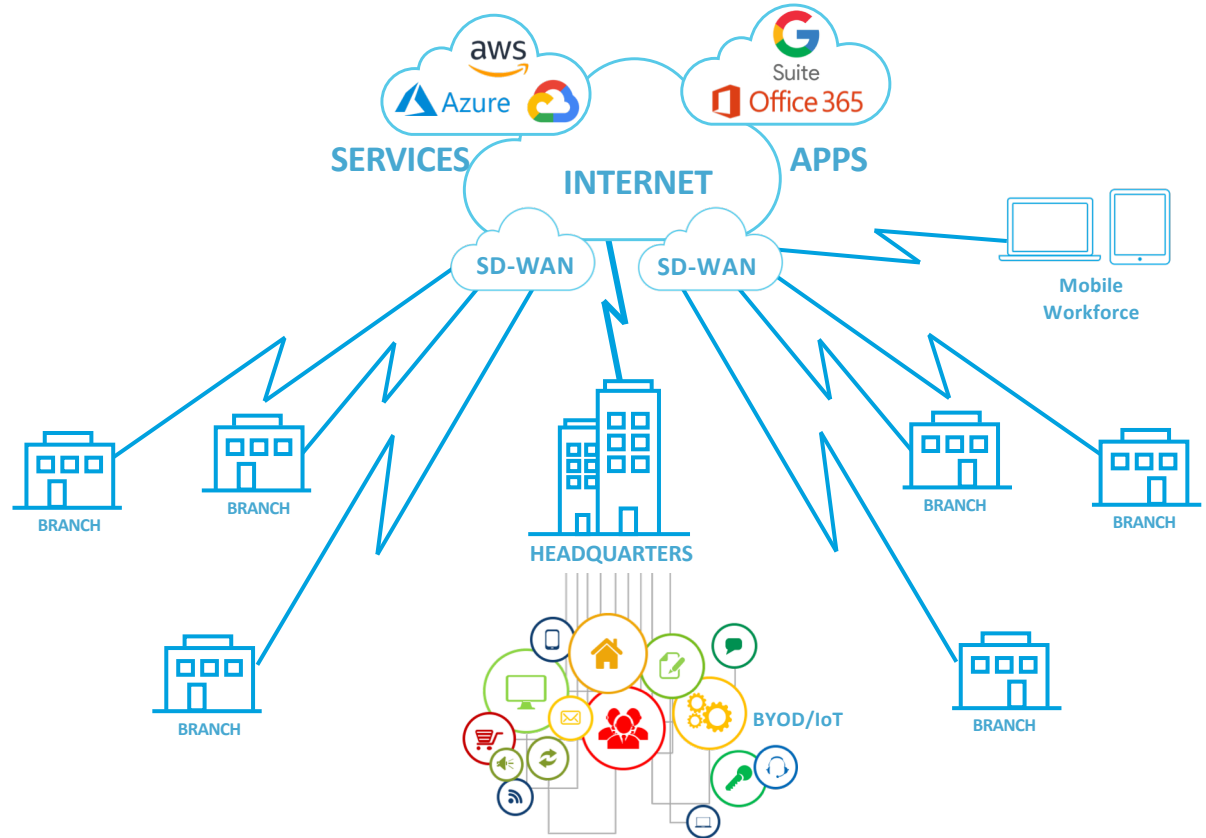 aws
Azure
G
Suite
Office 365
SERVICES
APPS
INTERNET
SD-WAN
SD-WAN
Mobile
Workforce
BRANCH
BRANCH
BRANCH
BRANCH
HEADQUARTERS
BRANCH
BRANCH
BYOD/IoT